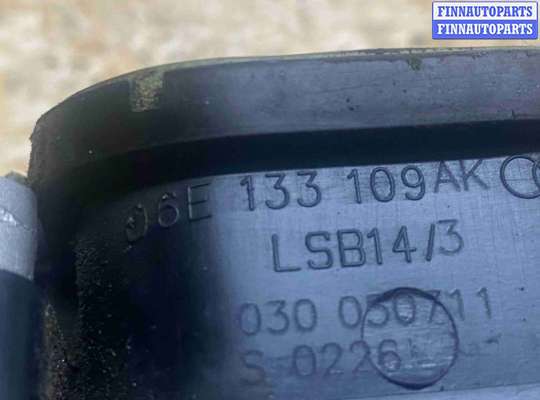 FINNAUTOPARTS
FINNAUTOPARTS
06E 133 109AK
LSB14/3
030 050711
S 0226